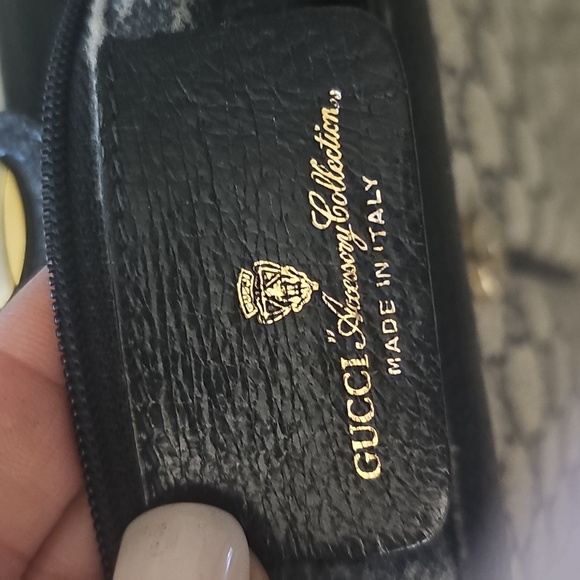 GUCCI "Accessory Collection"
MADE IN ITALY